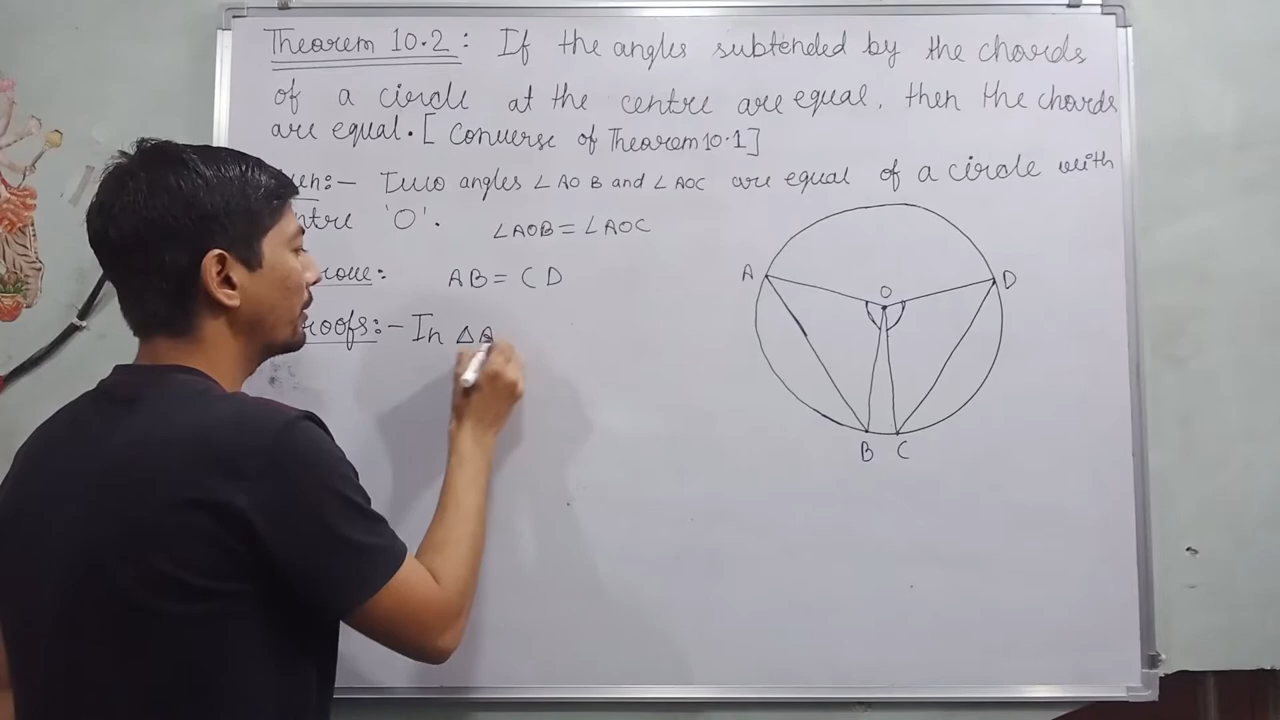 Theorem 10.2: If the angles subtended by the chords
of a circle at the centre are equal, then the chords
are equal. [Converse of Theorem 10.1]
Two angles ∠AOB and ∠AOC are equal of a circle with
'O'.
∠AOB = ∠AOC
AB = CD
In △A
A
O
D
B C